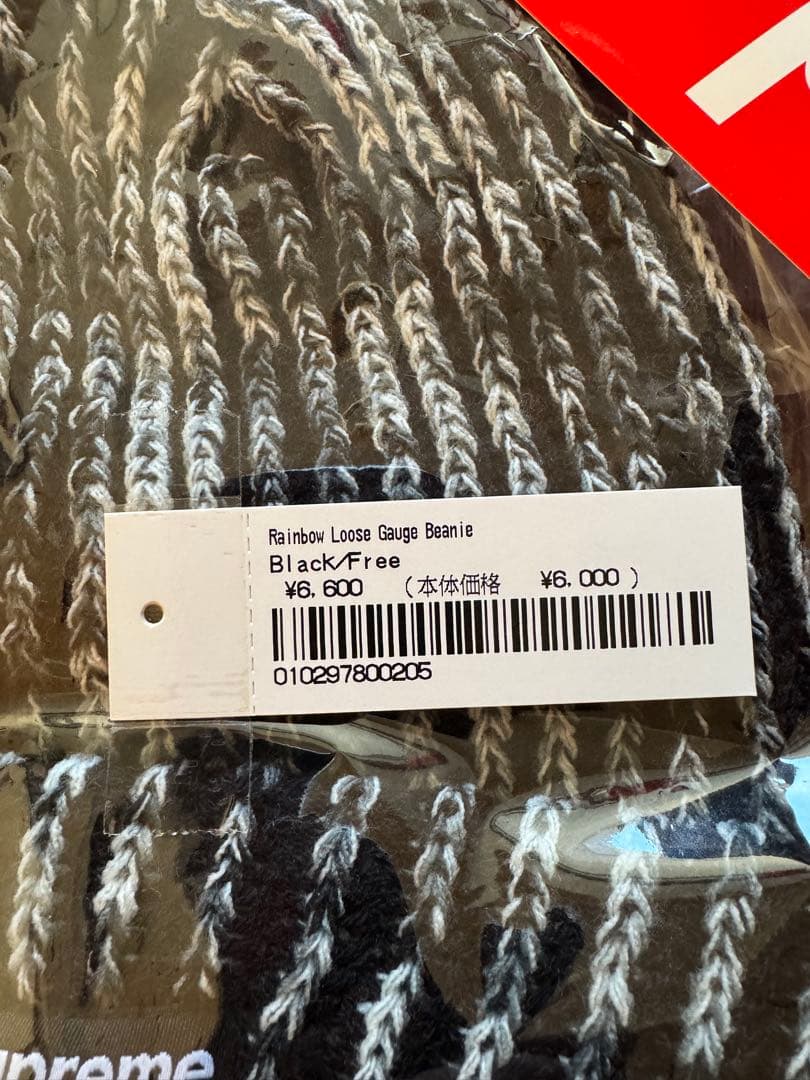 Rainbow Loose Gauge Beanie
Black/Free
¥6,600 (本体価格 ¥6,000 )
010297800205
upreme